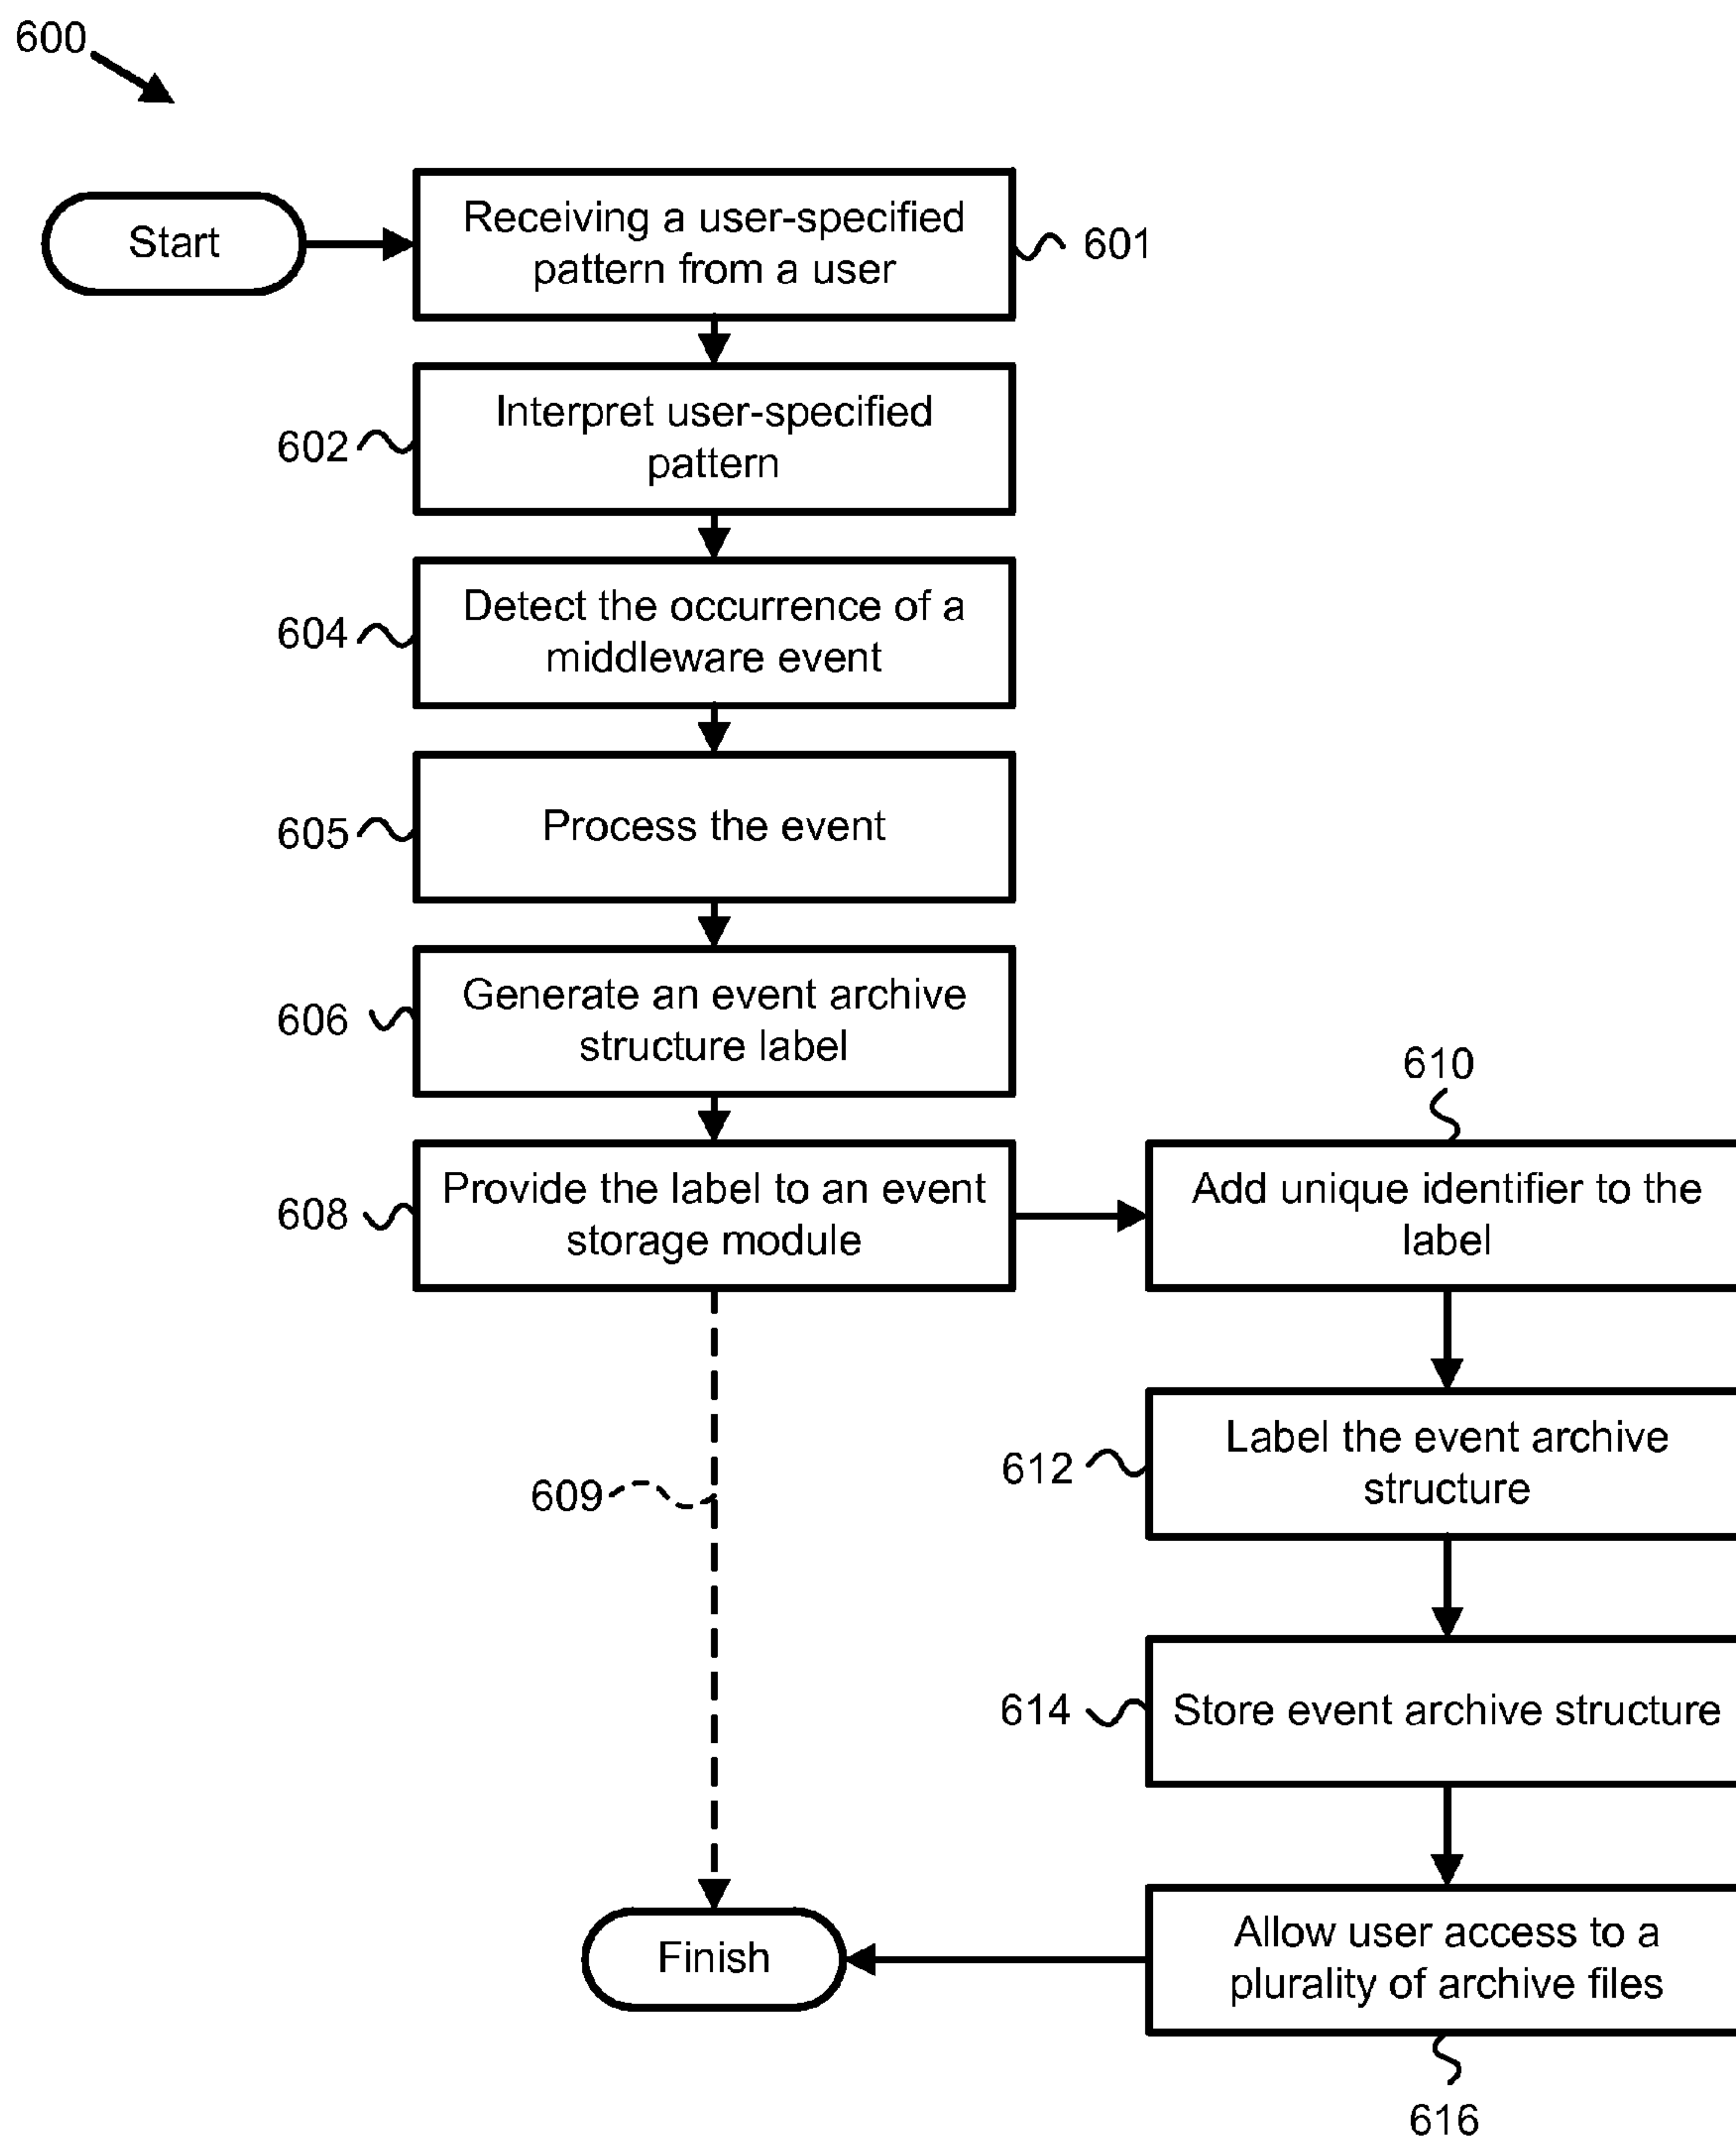 600
Start
Receiving a user-specified
pattern from a user
601
Interpret user-specified
pattern
602
Detect the occurrence of a
middleware event
604
Process the event
605
Generate an event archive
structure label
606
Provide the label to an event
storage module
608
609
610
Add unique identifier to the
label
Label the event archive
structure
612
Store event archive structure
614
Allow user access to a
plurality of archive files
616
Finish